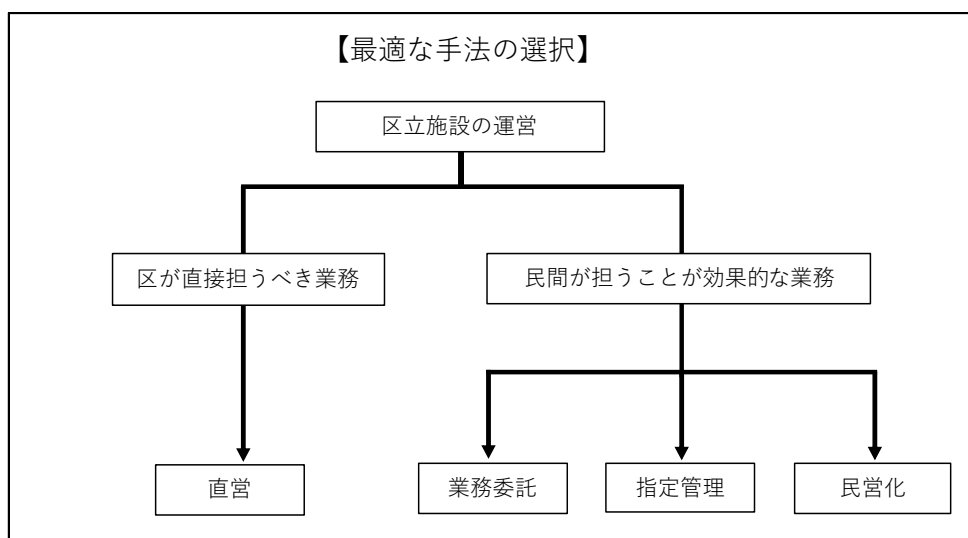 【最適な手法の選択】
区立施設の運営
区が直接担うべき業務
民間が担うことが効果的な業務
直営
業務委託
指定管理
民営化